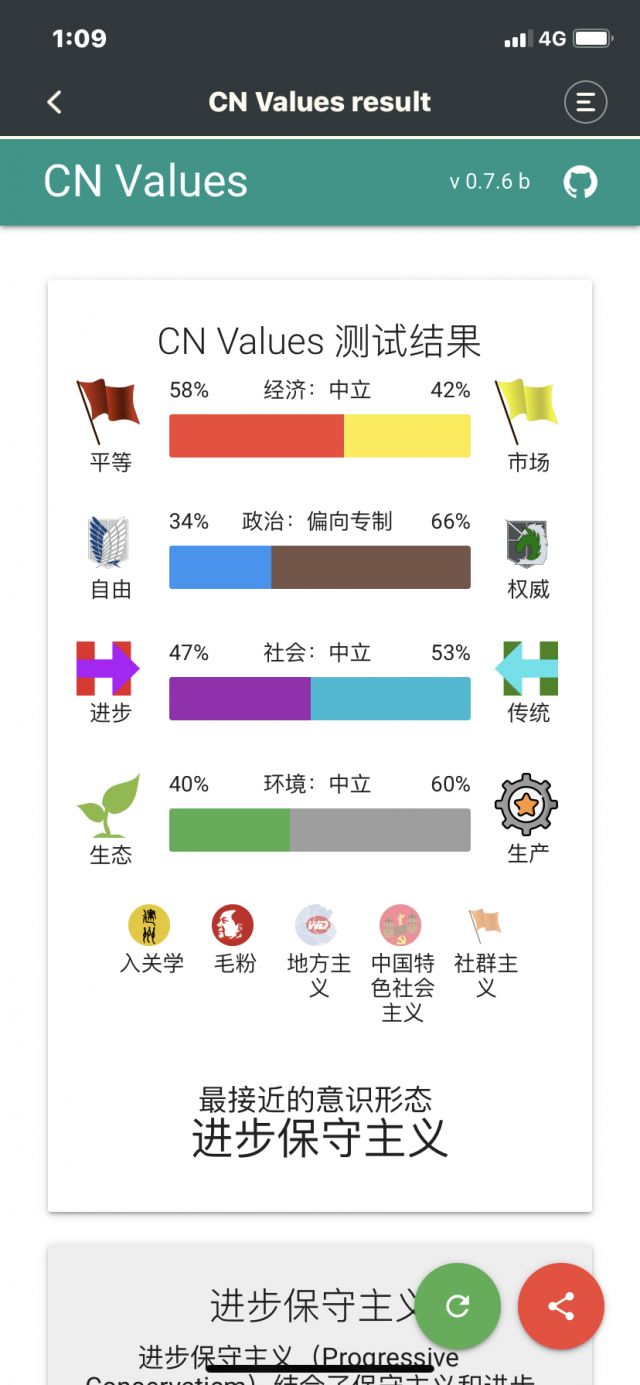 1:09
4G
CN Values result
CN Values
v 0.7.6 b
CN Values 测试结果
58% 经济：中立 42%
平等 市场
34% 政治：偏向专制 66%
自由 权威
47% 社会：中立 53%
进步 传统
40% 环境：中立 60%
生态 生产
入关学 毛粉 地方主 中国特 社群主
义 色社会 义
主义
最接近的意识形态
进步保守主义
进步保守主义
进步保守主义（Progressive
Conservatism）结合了保守主义和进步